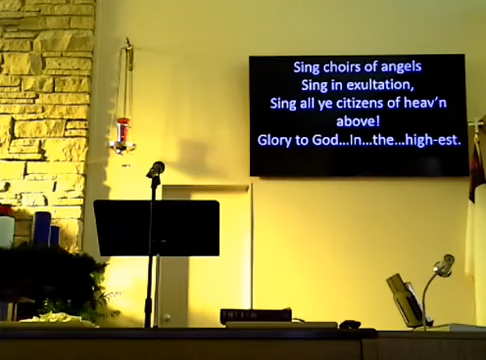 Sing choirs of angels
Sing in exultation,
Sing all ye citizens of heav'n
above!
Glory to God...In...the...high-est.